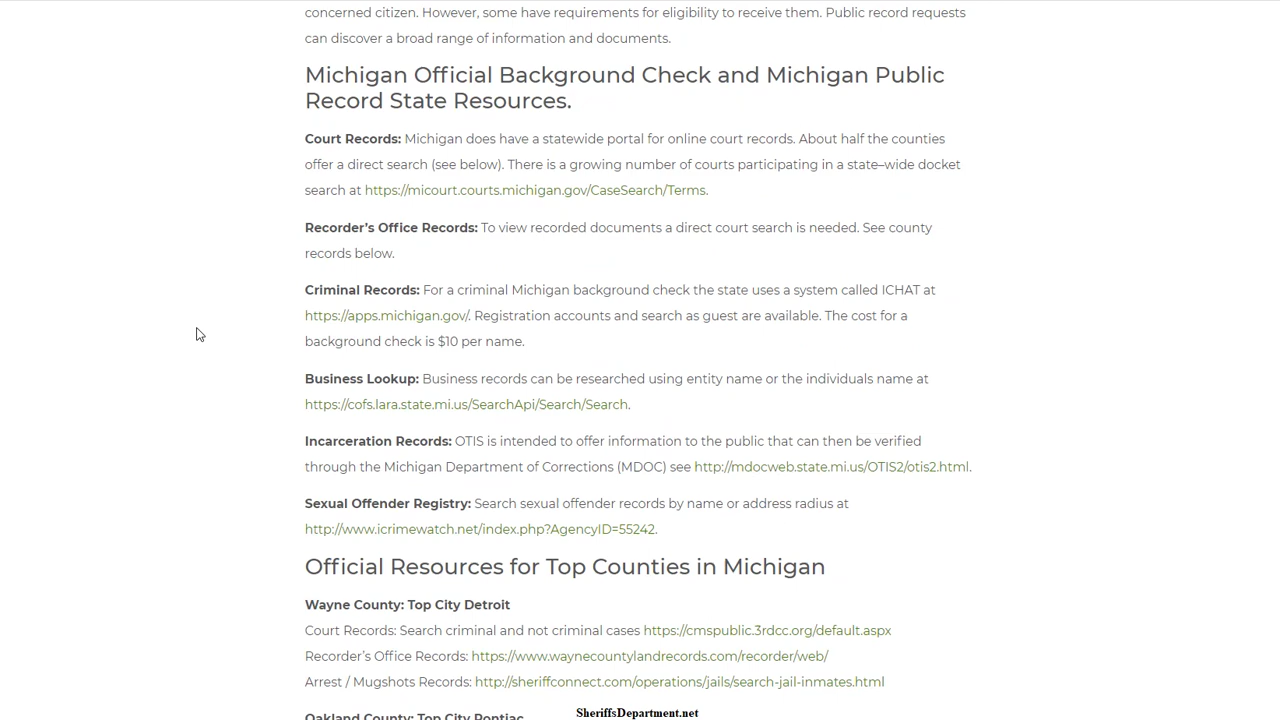 concerned citizen. However, some have requirements for eligibility to receive them. Public record requests
can discover a broad range of information and documents.
Michigan Official Background Check and Michigan Public
Record State Resources.
Court Records: Michigan does have a statewide portal for online court records. About half the counties
offer a direct search (see below). There is a growing number of courts participating in a state–wide docket
search at https://micourt.courts.michigan.gov/CaseSearch/Terms.
Recorder’s Office Records: To view recorded documents a direct court search is needed. See county
records below.
Criminal Records: For a criminal Michigan background check the state uses a system called ICHAT at
https://apps.michigan.gov/. Registration accounts and search as guest are available. The cost for a
background check is $10 per name.
Business Lookup: Business records can be researched using entity name or the individuals name at
https://cofs.lara.state.mi.us/SearchApi/Search/Search.
Incarceration Records: OTIS is intended to offer information to the public that can then be verified
through the Michigan Department of Corrections (MDOC) see http://mdocweb.state.mi.us/OTIS2/otis2.html.
Sexual Offender Registry: Search sexual offender records by name or address radius at
http://www.icrimewatch.net/index.php?AgencyID=55242.
Official Resources for Top Counties in Michigan
Wayne County: Top City Detroit
Court Records: Search criminal and not criminal cases https://cmspublic.3rdcc.org/default.aspx
Recorder’s Office Records: https://www.waynecountylandrecords.com/recorder/web/
Arrest / Mugshots Records: http://sheriffconnect.com/operations/jails/search-jail-inmates.html
Oakland County: Top City Pontiac
SheriffsDepartment.net